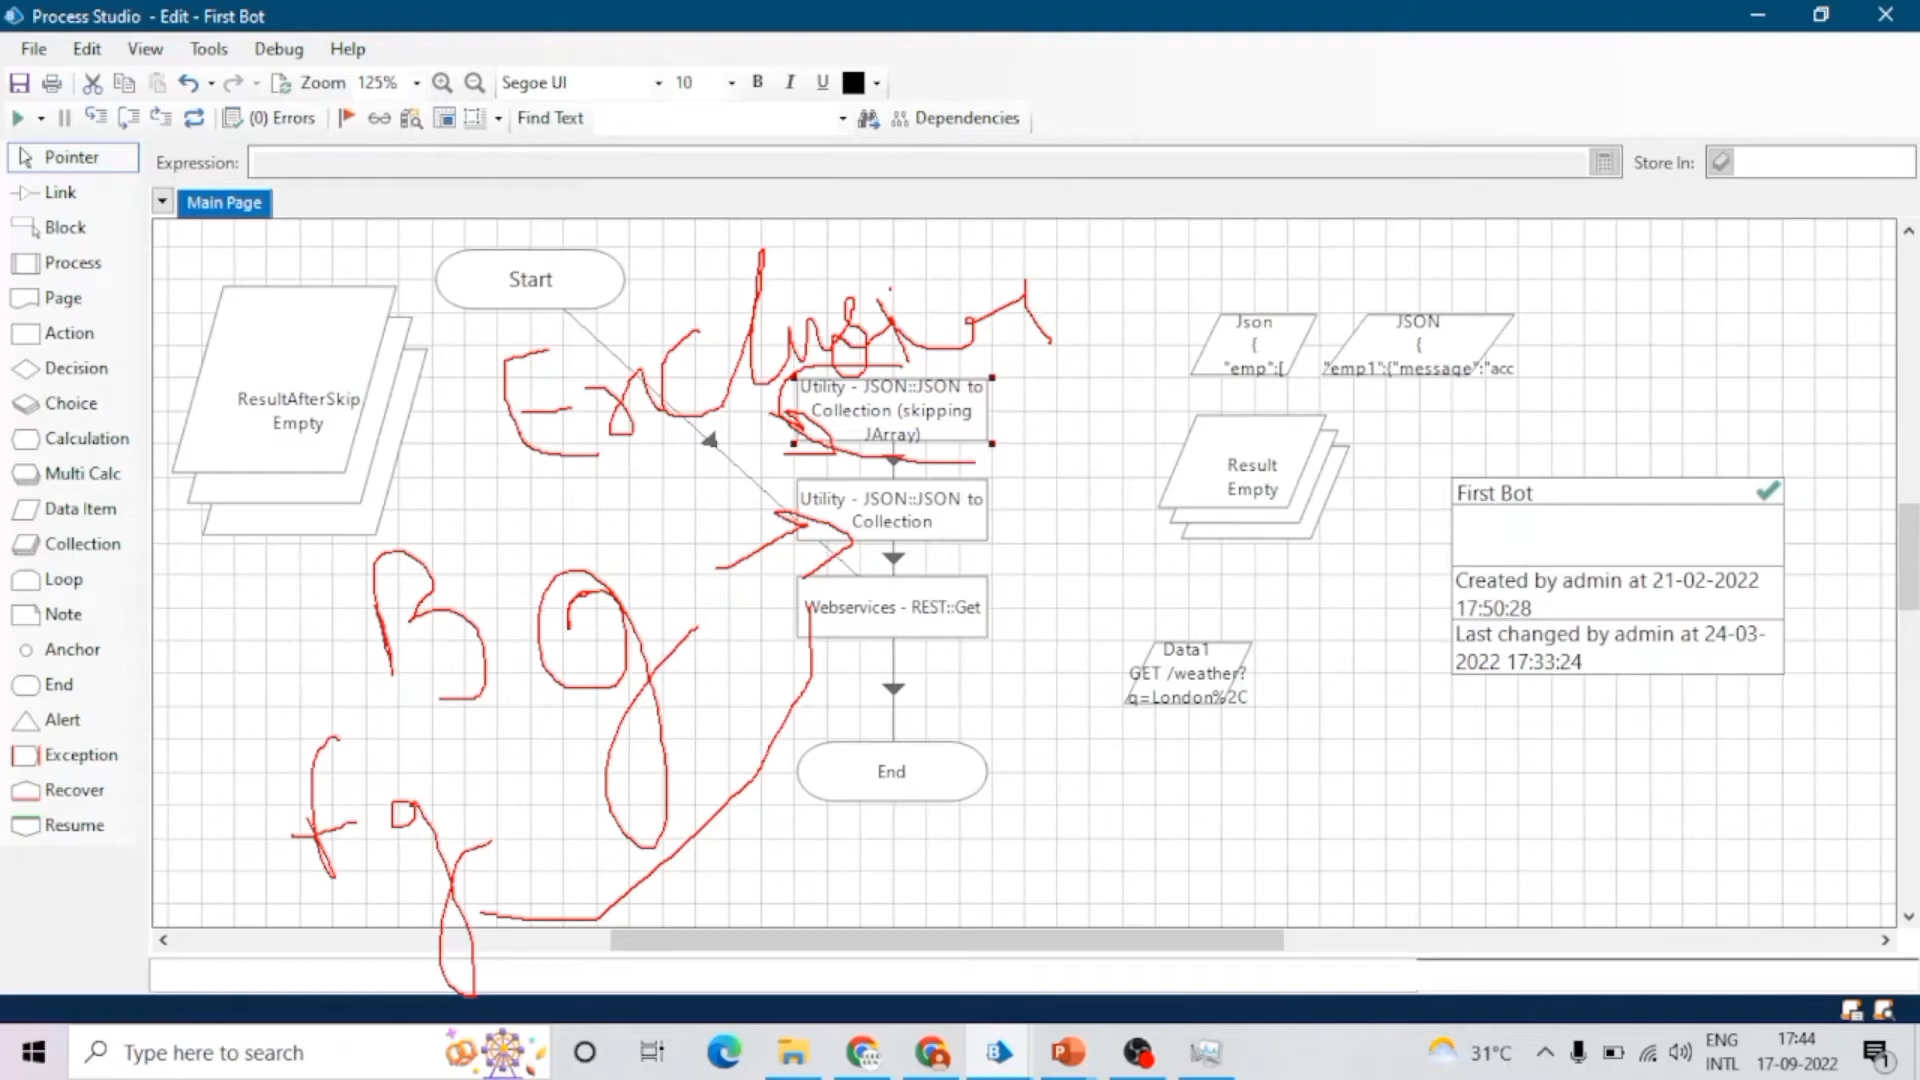 Process Studio - Edit - First Bot
File Edit View Tools Debug Help
Zoom 125% Segoe UI 10 B I U
(0) Errors Find Text Dependencies
Pointer
Link
Block
Process
Page
Action
Decision
Choice
Calculation
Multi Calc
Data Item
Collection
Loop
Note
Anchor
End
Alert
Exception
Recover
Resume
Expression: Store In:
Main Page
Start
ResultAfterSkip
Empty
Utility - JSON::JSON to
Collection (skipping
JArray)
Utility - JSON::JSON to
Collection
Webservices - REST::Get
End
Json
{
"emp":[
JSON
{
"emp1":{"message":"acc
Result
Empty
Data1
GET /weather?
q=London%2C
First Bot
Created by admin at 21-02-2022
17:50:28
Last changed by admin at 24-03-
2022 17:33:24
Type here to search
31°C
ENG
INTL
17:44
17-09-2022
1